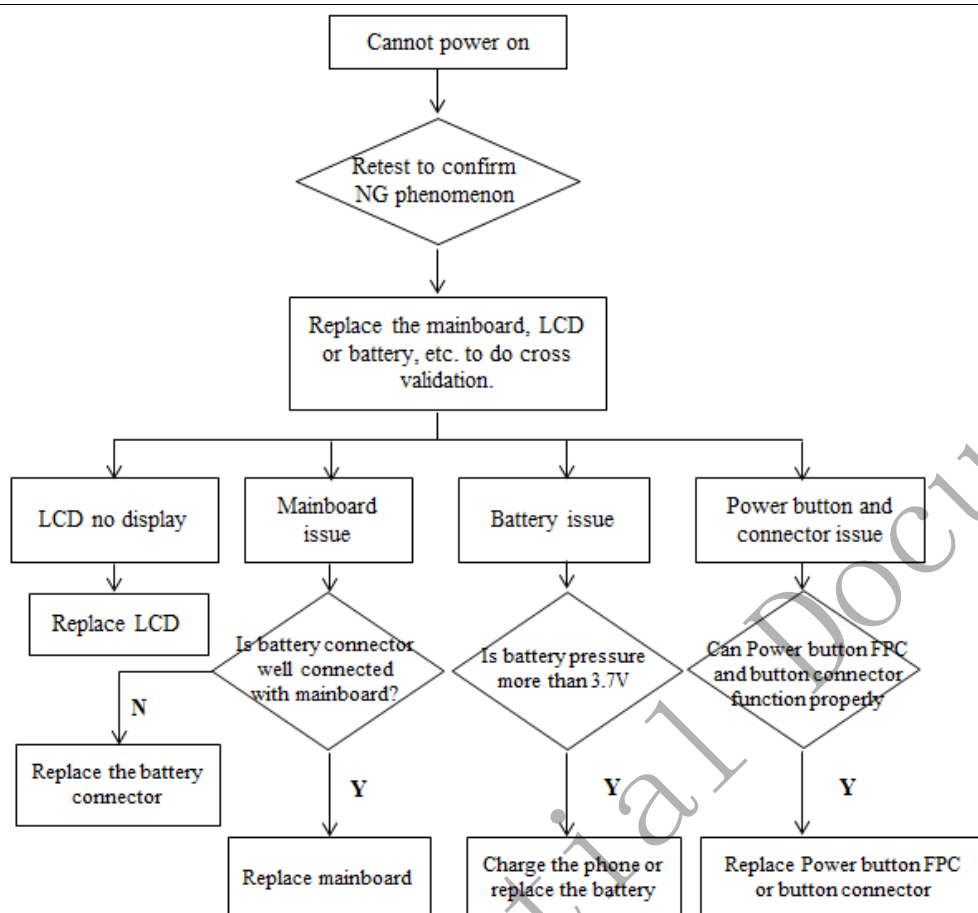 Cannot power on
Retest to confirm
NG phenomenon
Replace the mainboard, LCD
or battery, etc. to do cross
validation.
LCD no display
Mainboard
issue
Battery issue
Power button and
connector issue
Replace LCD
Is battery connector
well connected
with mainboard?
Is battery pressure
more than 3.7V
Can Power button FPC
and button connector
function properly
N
Replace the battery
connector
Y
Y
Y
Replace mainboard
Charge the phone or
replace the battery
Replace Power button FPC
or button connector
tial Docu